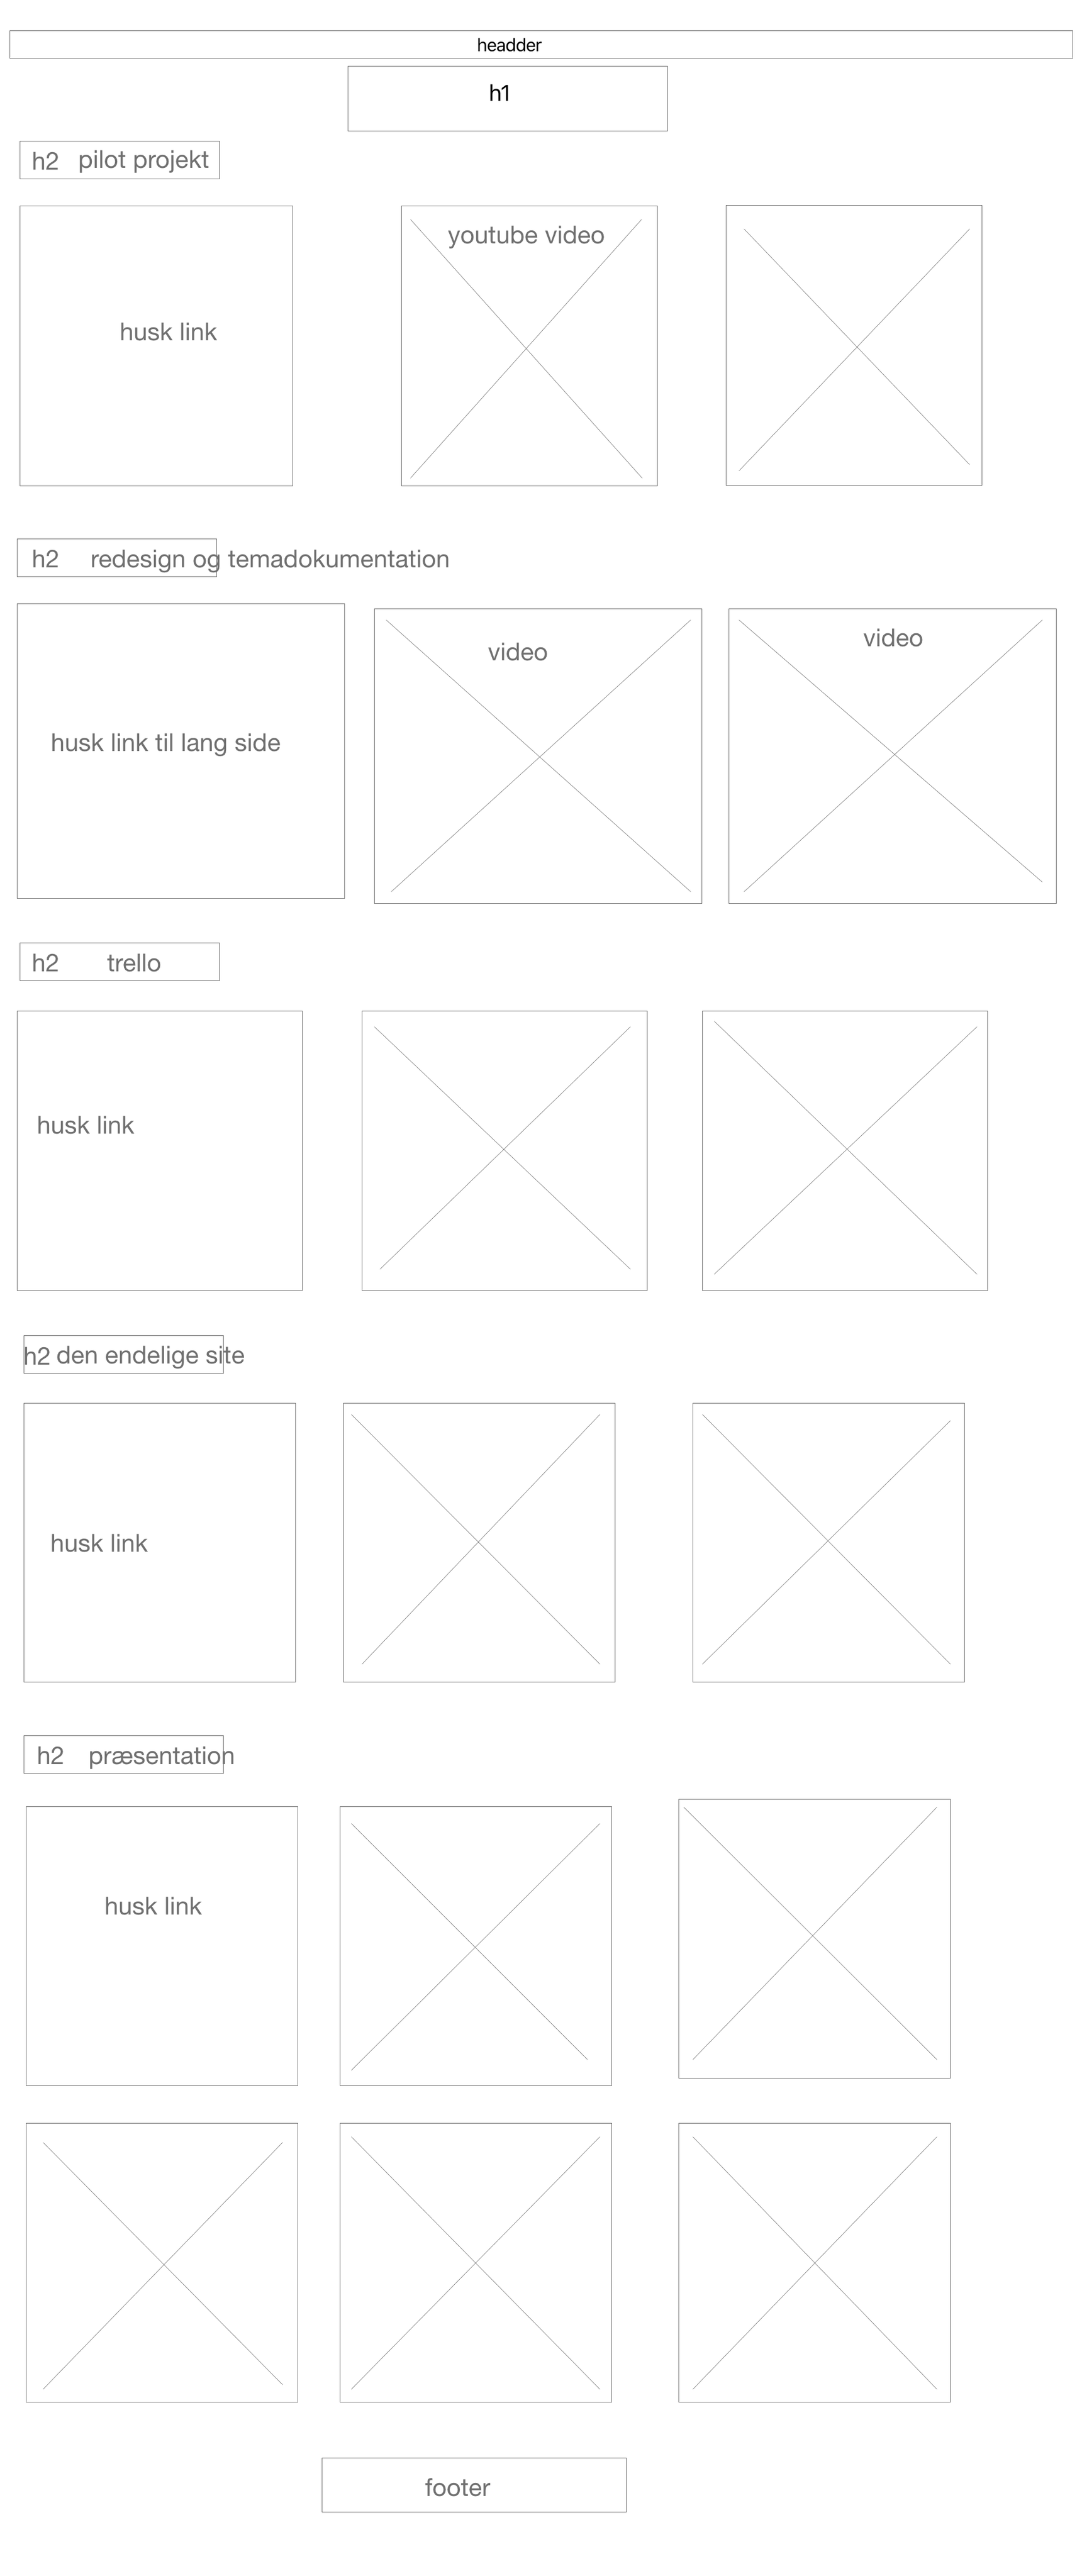 headder
h1
h2 pilot projekt
husk link
youtube video
h2 redesign og temadokumentation
husk link til lang side
video
video
h2 trello
husk link
h2 den endelige site
husk link
h2 præsentation
husk link
footer